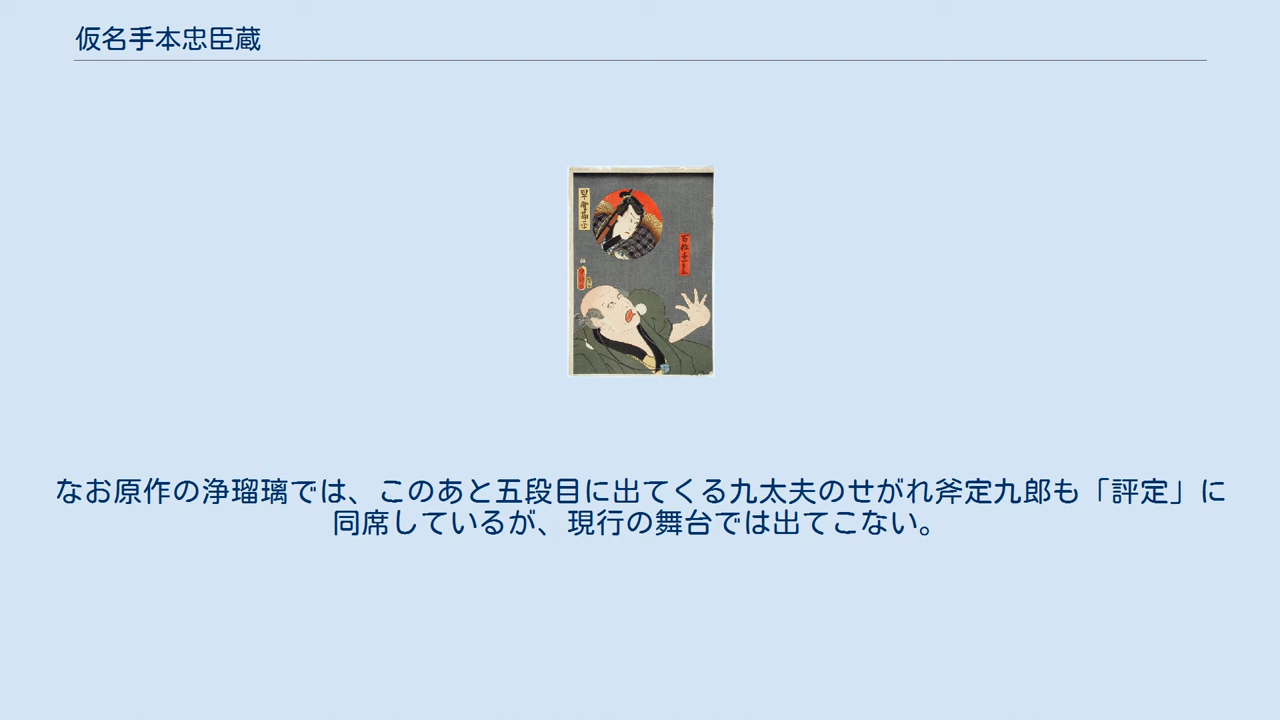 仮名手本忠臣蔵
なお原作の浄瑠璃では、このあと五段目に出てくる九太夫のせがれ斧定九郎も「評定」に
同席しているが、現行の舞台では出てこない。